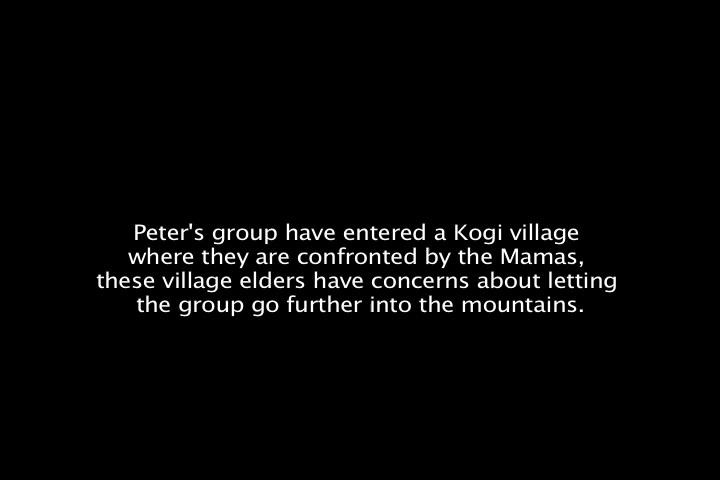 Peter's group have entered a Kogi village
where they are confronted by the Mamas,
these village elders have concerns about letting
the group go further into the mountains.